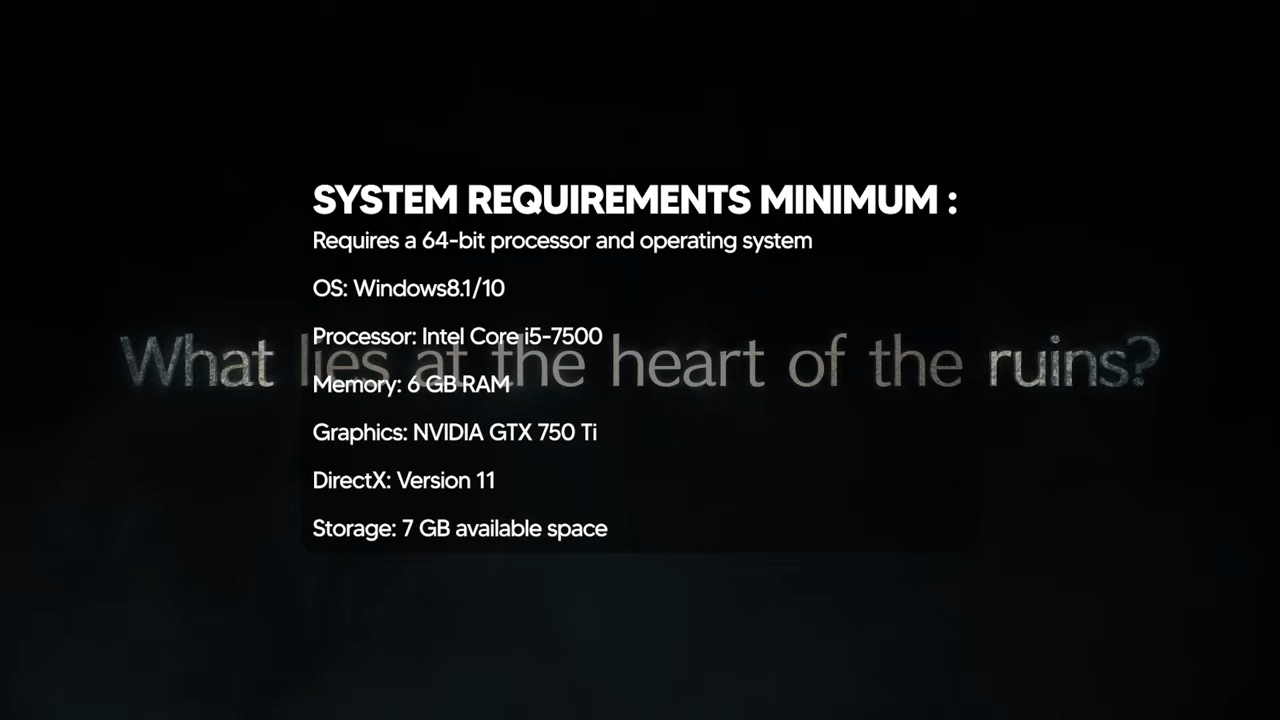 SYSTEM REQUIREMENTS MINIMUM :
Requires a 64-bit processor and operating system
OS: Windows8.1/10
Processor: Intel Core i5-7500
What lies at the heart of the ruins?
Memory: 6 GB RAM
Graphics: NVIDIA GTX 750 Ti
DirectX: Version 11
Storage: 7 GB available space